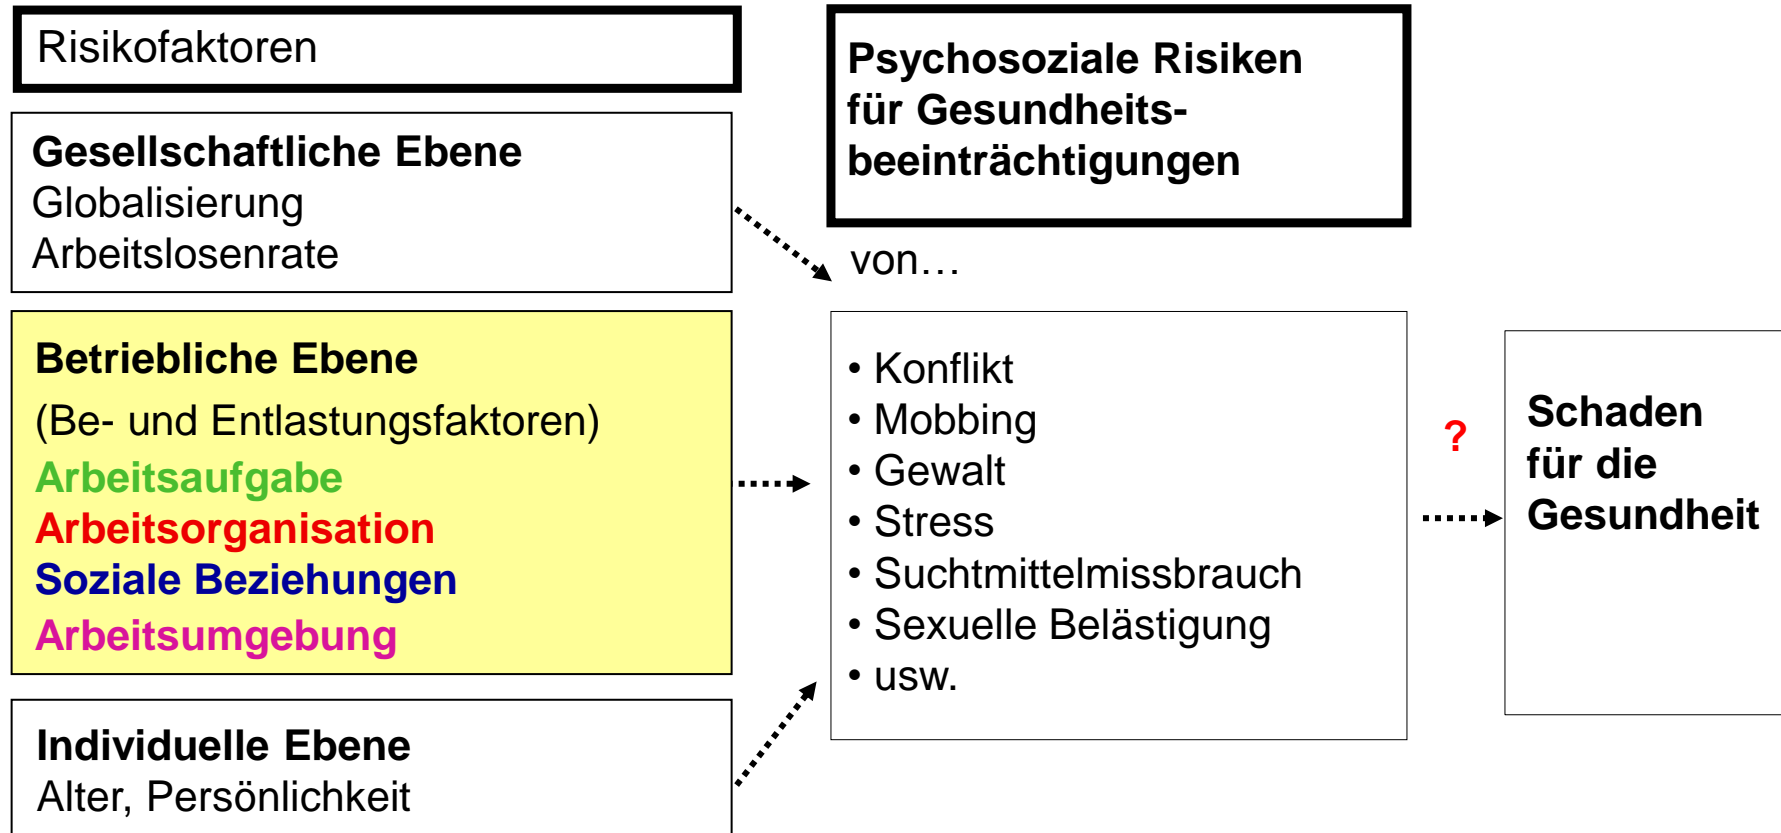 Risikofaktoren
Gesellschaftliche Ebene
Globalisierung
Arbeitslosenrate
Betriebliche Ebene
(Be- und Entlastungsfaktoren)
Arbeitsaufgabe
Arbeitsorganisation
Soziale Beziehungen
Arbeitsumgebung
Individuelle Ebene
Alter, Persönlichkeit
Psychosoziale Risiken
für Gesundheits-
beeinträchtigungen
von…
• Konflikt
• Mobbing
• Gewalt
• Stress
• Suchtmittelmissbrauch
• Sexuelle Belästigung
• usw.
?
Schaden
für die
Gesundheit